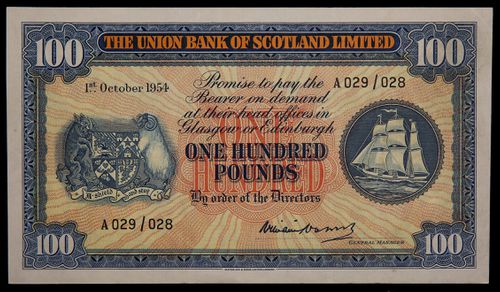 100 THE UNION BANK OF SCOTLAND LIMITED 100
1st. October 1954
Promise to pay the
A 029 / 028
Bearer on demand
at their head offices in
Glasgow or Edinburgh
ONE HUNDRED
POUNDS
ONE
HUNDRED
By order of the Directors
A 029 / 028
GENERAL MANAGER
100 100